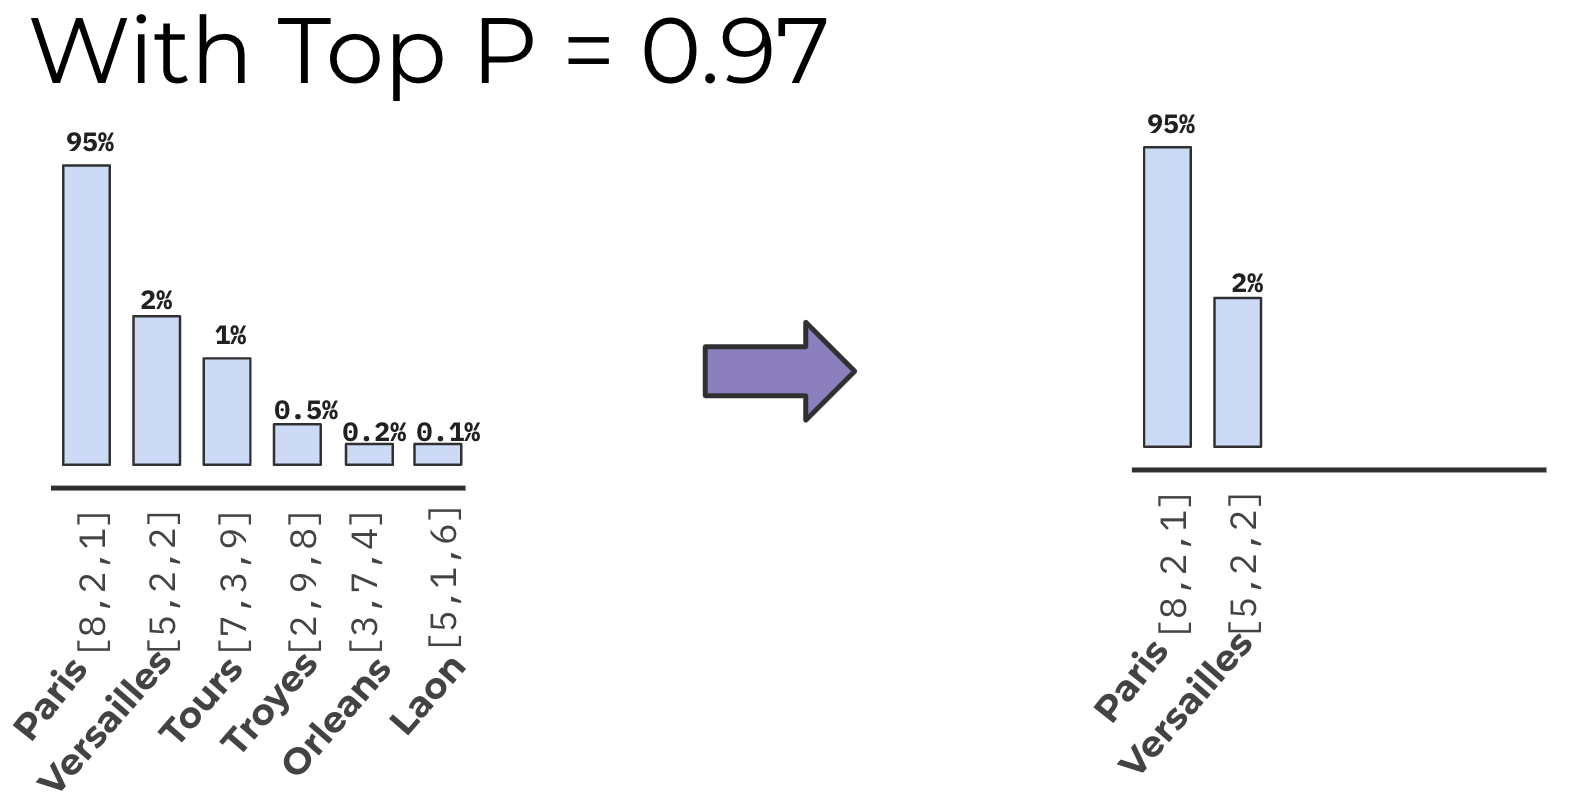 With Top P = 0.97
95%
2%
1%
0.5%
0.2%
0.1%
[8,2,1]
[5,2,2]
[7,3,9]
[2,9,8]
[3,7,4]
[5,1,6]
Paris
Versailles
Tours
Troyes
Orleans
Laon
95%
2%
[8,2,1]
[5,2,2]
Paris
Versailles